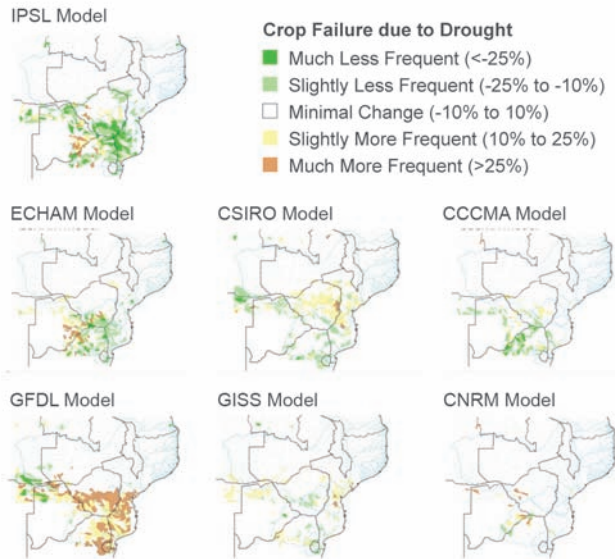 IPSL Model
Crop Failure due to Drought
Much Less Frequent (<-25%)
Slightly Less Frequent (-25% to -10%)
Minimal Change (-10% to 10%)
Slightly More Frequent (10% to 25%)
Much More Frequent (>25%)
ECHAM Model
CSIRO Model
CCCMA Model
GFDL Model
GISS Model
CNRM Model